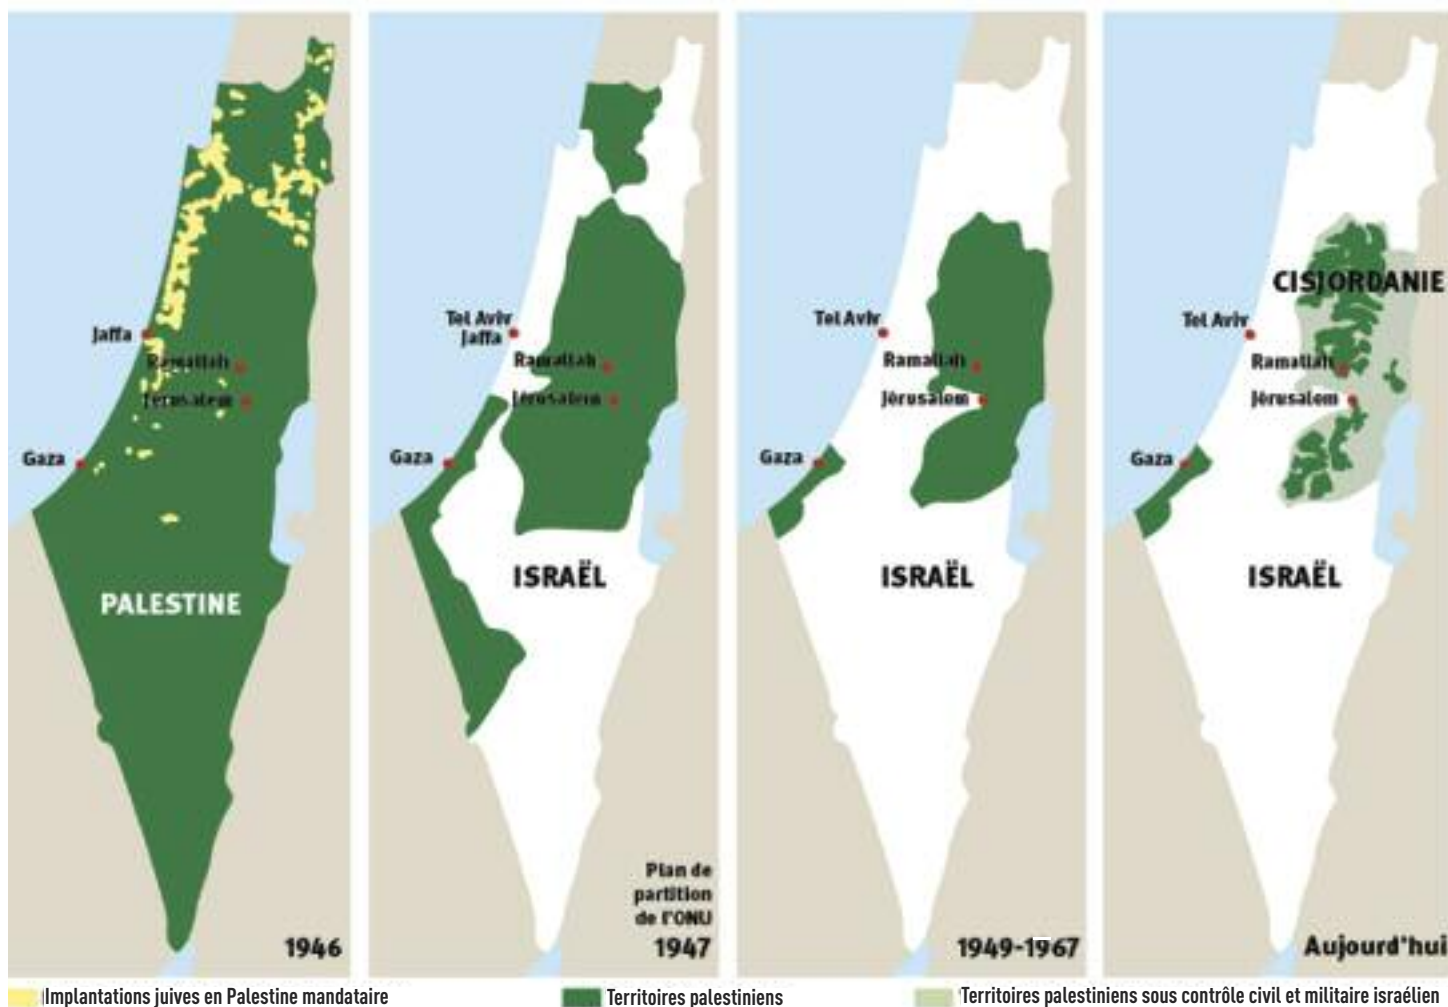 Jaffa
Ramallah
Jérusalem
Gaza
PALESTINE
1946
Tel Aviv
Jaffa
Ramallah
Jérusalem
Gaza
ISRAËL
Plan de
partition
de l'ONU
1947
Tel Aviv
Ramallah
Jérusalem
Gaza
ISRAËL
1949-1967
CISJORDANIE
Tel Aviv
Ramallah
Jérusalem
Gaza
ISRAËL
Aujourd'hui
Implantations juives en Palestine mandataire
Territoires palestiniens
Territoires palestiniens sous contrôle civil et militaire israélien